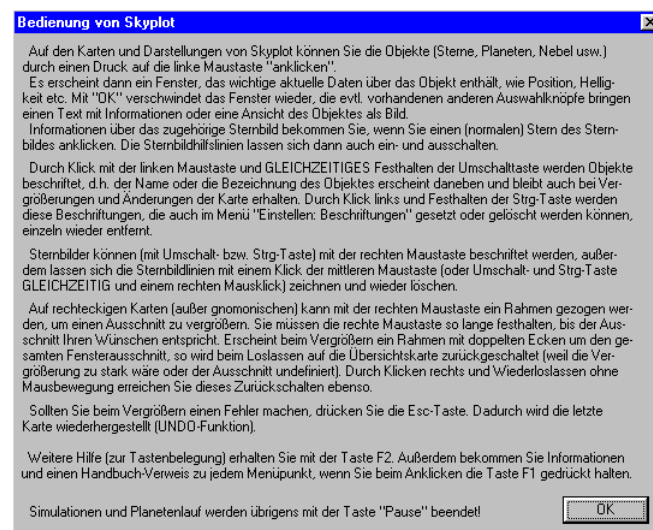 Bedienung von Skyplot
Auf den Karten und Darstellungen von Skyplot können Sie die Objekte (Sterne, Planeten, Nebel usw.)
durch einen Druck auf die linke Maustaste "anklicken".
Es erscheint dann ein Fenster, das wichtige aktuelle Daten über das Objekt enthält, wie Position, Hellig-
keit etc. Mit "OK" verschwindet das Fenster wieder, die evtl. vorhandenen anderen Auswahlknöpfe bringen
einen Text mit Informationen oder eine Ansicht des Objektes als Bild.
Informationen über das zugehörige Sternbild bekommen Sie, wenn Sie einen (normalen) Stern des Stern-
bildes anklicken. Die Sternbildhilfslinien lassen sich dann auch ein- und ausschalten.
Durch Klick mit der linken Maustaste und GLEICHZEITIGES Festhalten der Umschalttaste werden Objekte
beschriftet, d.h. der Name oder die Bezeichnung des Objektes erscheint daneben und bleibt auch bei Ver-
größerungen und Änderungen der Karte erhalten. Durch Klick links und Festhalten der Strg-Taste werden
diese Beschriftungen, die auch im Menü "Einstellen: Beschriftungen" gesetzt oder gelöscht werden können,
einzeln wieder entfernt.
Sternbilder können (mit Umschalt- bzw. Strg-Taste) mit der rechten Maustaste beschriftet werden, außer-
dem lassen sich die Sternbildlinien mit einem Klick der mittleren Maustaste (oder Umschalt- und Strg-Taste
GLEICHZEITIG und einem rechten Mausklick) zeichnen und wieder löschen.
Auf rechteckigen Karten (außer gnomonischen) kann mit der rechten Maustaste ein Rahmen gezogen wer-
den, um einen Ausschnitt zu vergrößern. Sie müssen die rechte Maustaste so lange festhalten, bis der Aus-
schnitt Ihren Wünschen entspricht. Erscheint beim Vergrößern ein Rahmen mit doppelten Ecken um den ge-
samten Fensterausschnitt, so wird beim Loslassen auf die Übersichtskarte zurückgeschaltet (weil die Ver-
größerung zu stark wäre oder der Ausschnitt undefiniert). Durch Klicken rechts und Wiederloslassen ohne
Mausbewegung erreichen Sie dieses Zurückschalten ebenso.
Sollten Sie beim Vergrößern einen Fehler machen, drücken Sie die Esc-Taste. Dadurch wird die letzte
Karte wiederhergestellt (UNDO-Funktion).
Weitere Hilfe (zur Tastenbelegung) erhalten Sie mit der Taste F2. Außerdem bekommen Sie Informationen
und einen Handbuch-Verweis zu jedem Menüpunkt, wenn Sie beim Anklicken die Taste F1 gedrückt halten.
Simulationen und Planetenlauf werden übrigens mit der Taste "Pause" beendet!
OK